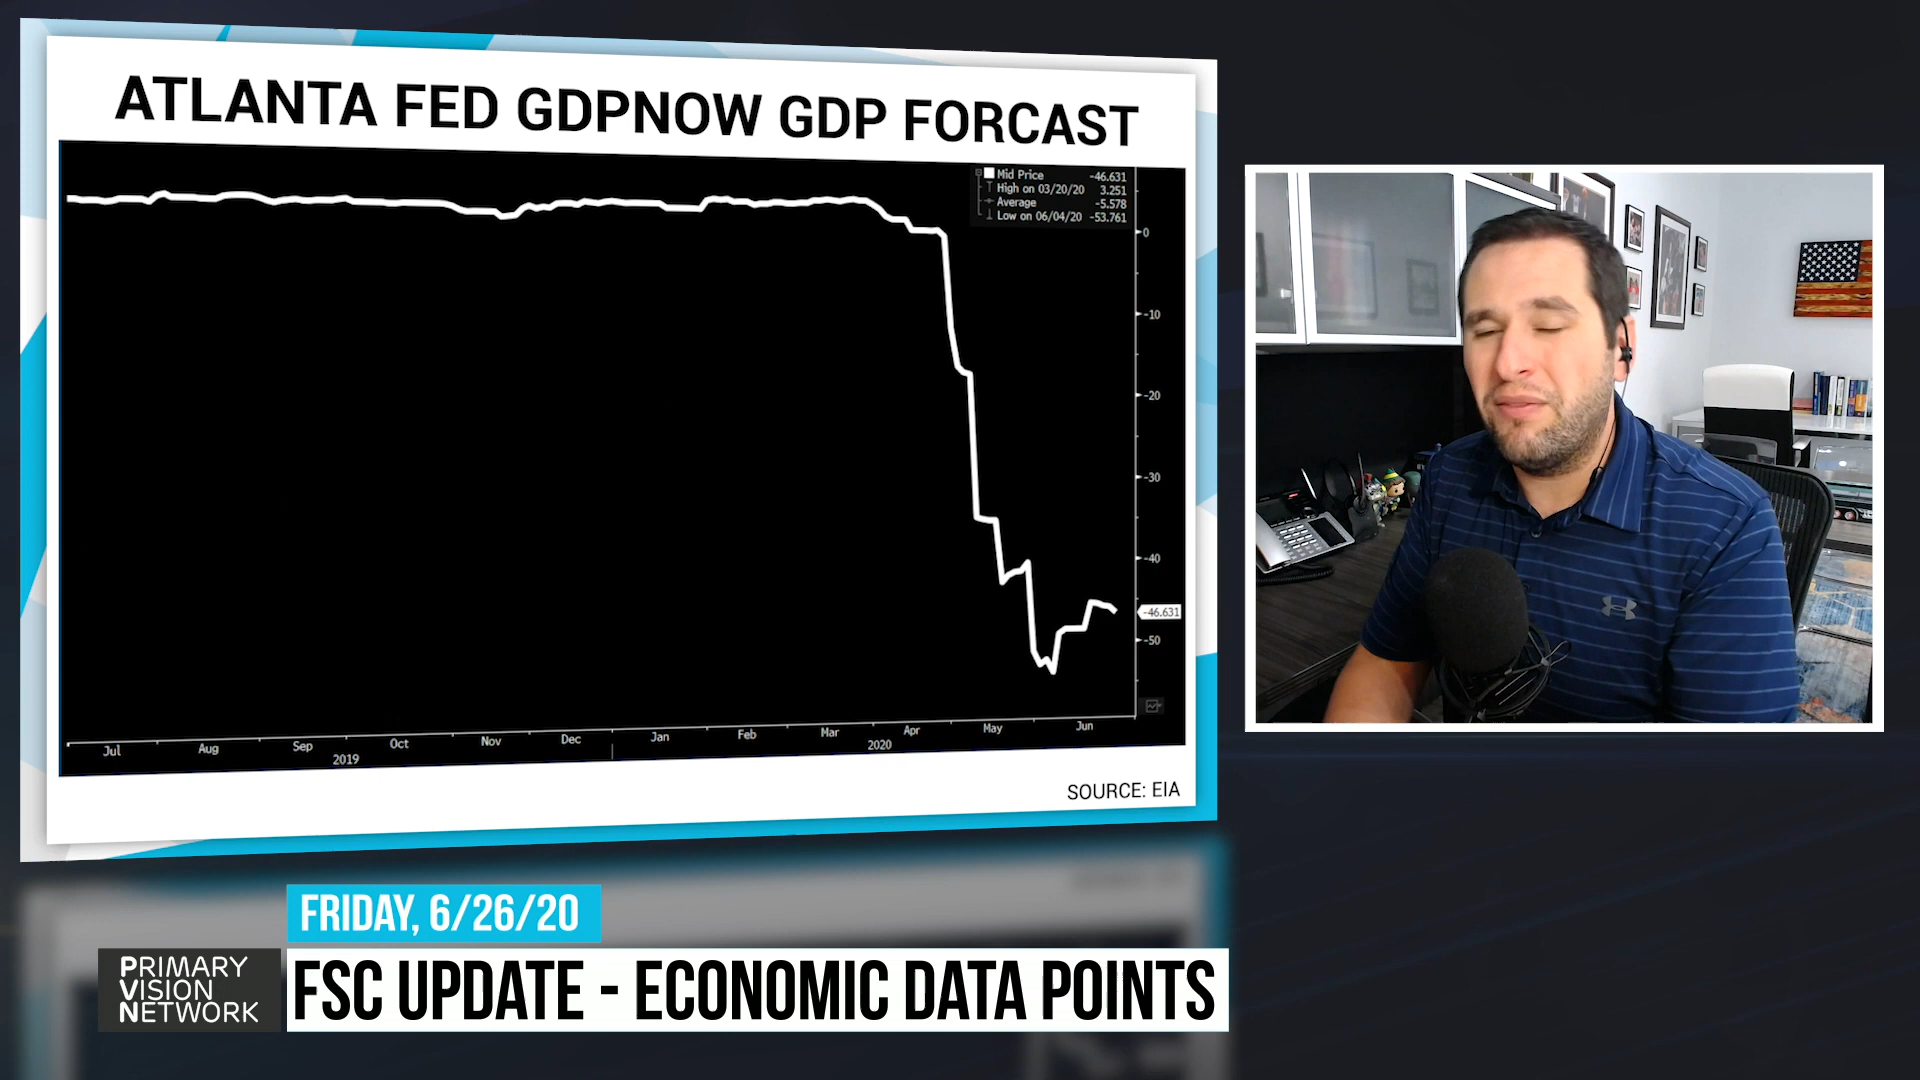 ATLANTA FED GDPNOW GDP FORCAST
Mid Price -46.631
High on 03/20/20 3.251
Average -5.578
Low on 06/04/20 -53.761
0
-10
-20
-30
-40
-46.631
-50
Jul Aug Sep Oct Nov Dec Jan Feb Mar Apr May Jun
2019 2020
SOURCE: EIA
FRIDAY, 6/26/20
PRIMARY
VISION
NETWORK
FSC UPDATE - ECONOMIC DATA POINTS